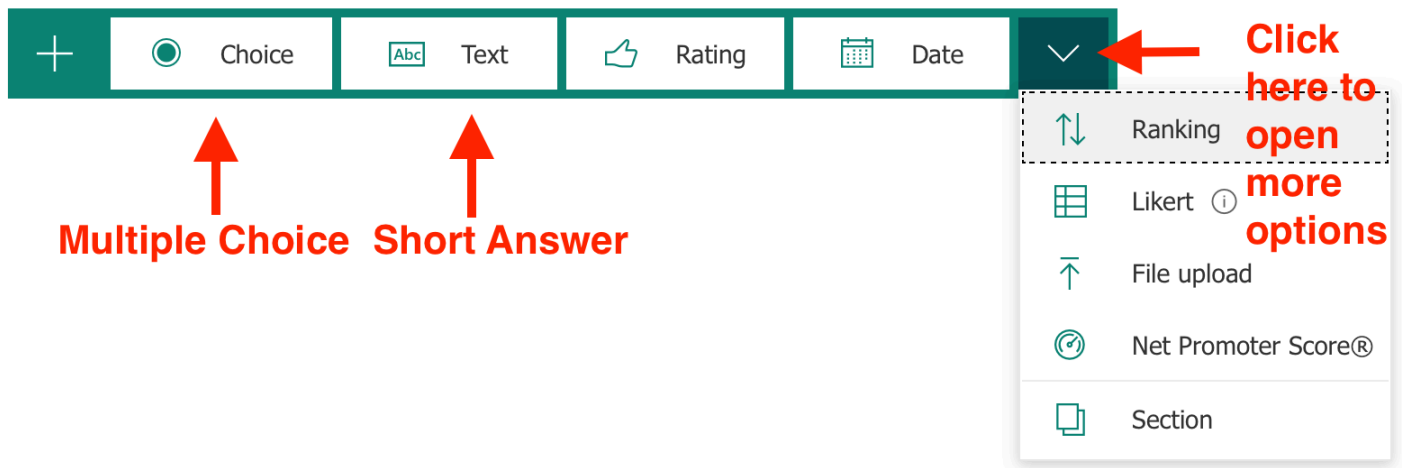 Choice
Abc
Text
Rating
Date
Click
here to
open
more
options
Ranking
Likert
File upload
Net Promoter Score®
Section
Multiple Choice
Short Answer